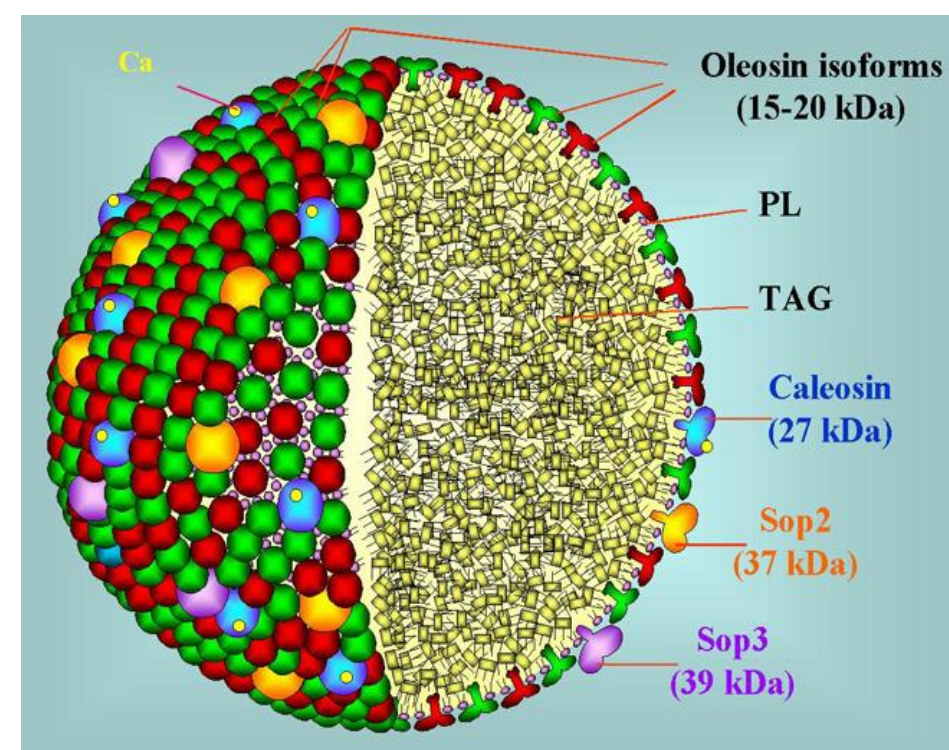 Ca
Oleosin isoforms
(15-20 kDa)
PL
TAG
Caleosin
(27 kDa)
Sop2
(37 kDa)
Sop3
(39 kDa)